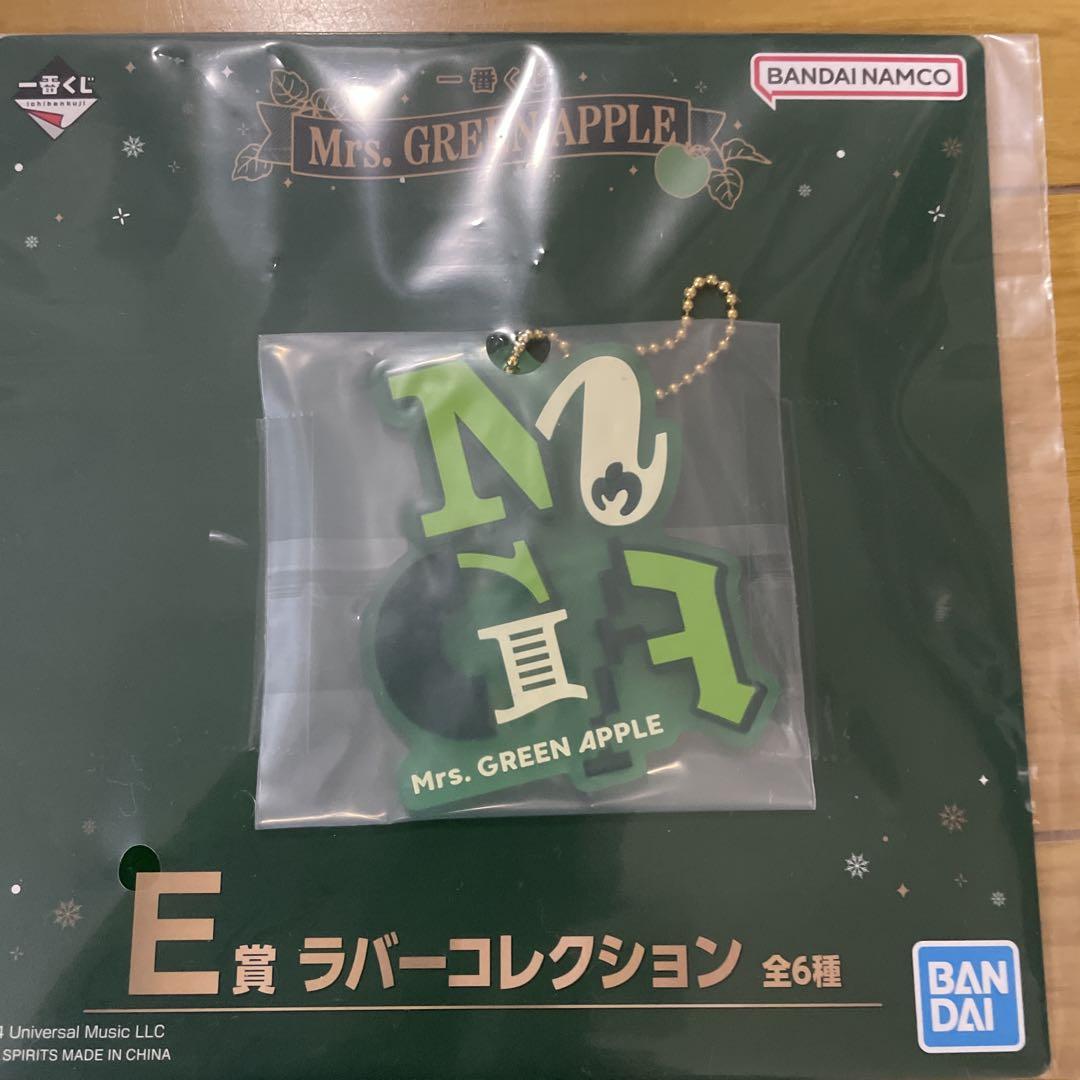 一番くじ
ichibankuji
一番くじ
Mrs. GREEN APPLE
BANDAI NAMCO
Mrs. GREEN APPLE
E賞 ラバーコレクション 全6種
BAN
DAI
4 Universal Music LLC
SPIRITS MADE IN CHINA